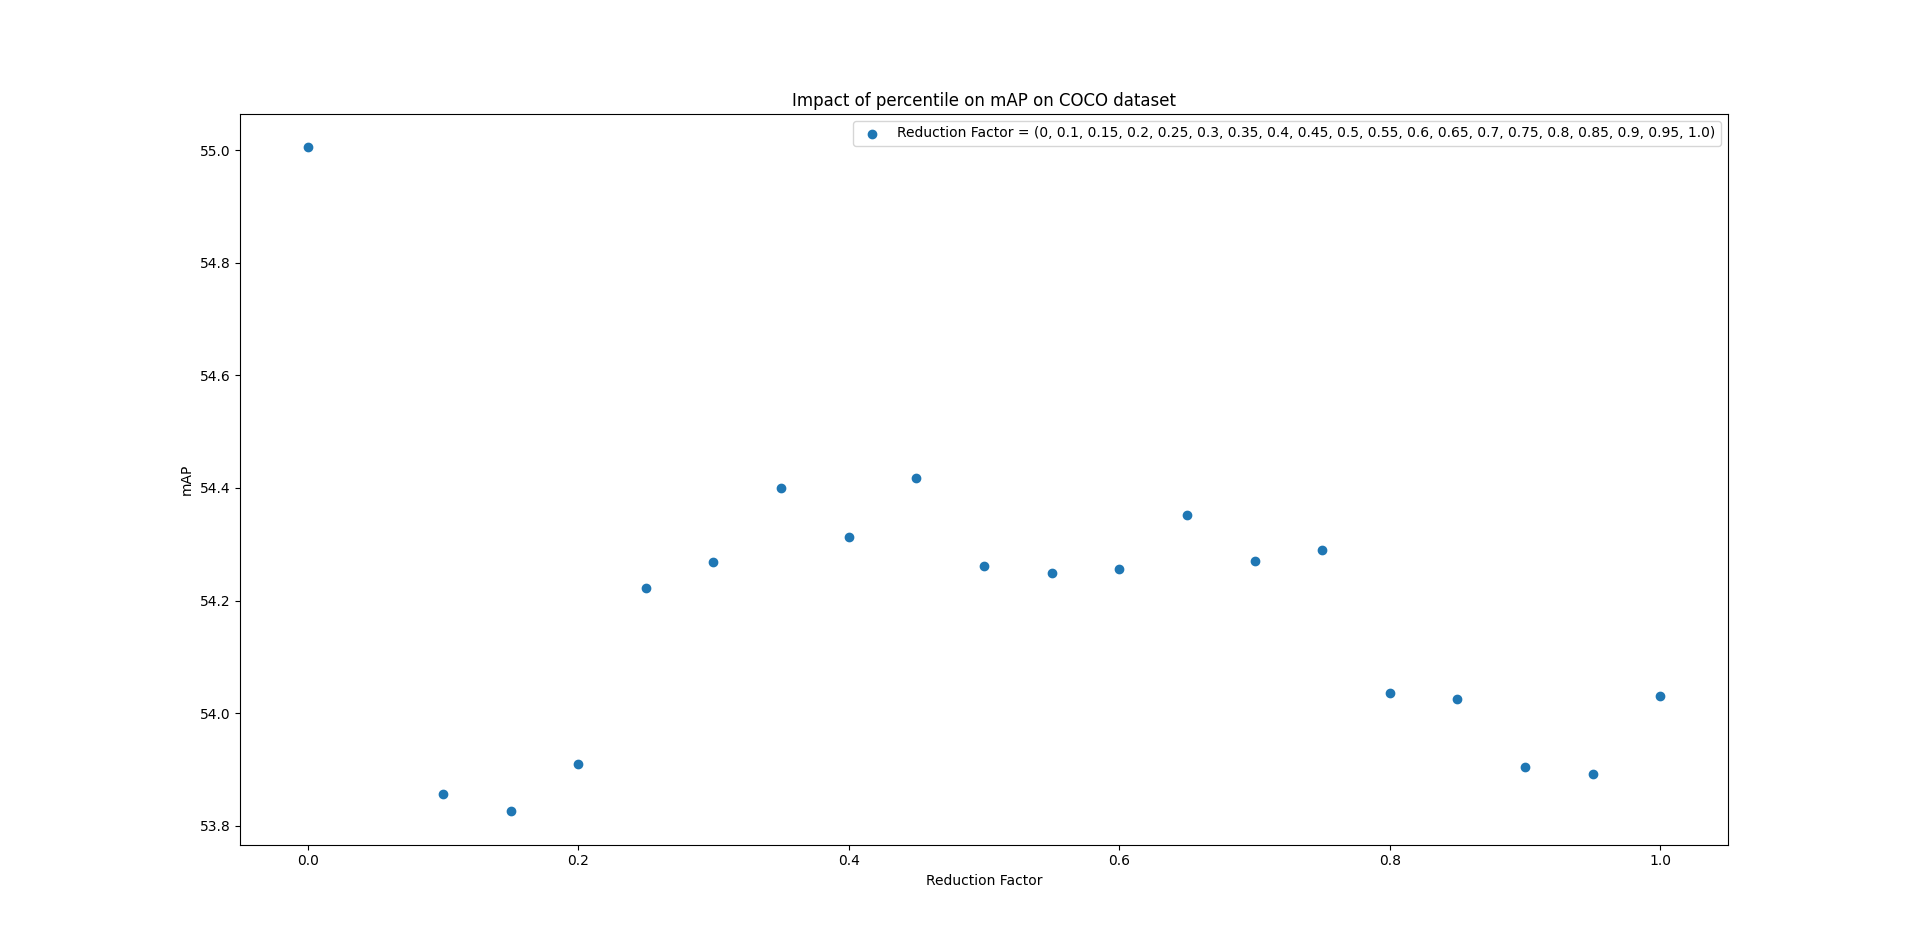 Impact of percentile on mAP on COCO dataset
Reduction Factor = (0, 0.1, 0.15, 0.2, 0.25, 0.3, 0.35, 0.4, 0.45, 0.5, 0.55, 0.6, 0.65, 0.7, 0.75, 0.8, 0.85, 0.9, 0.95, 1.0)
55.0
54.8
54.6
54.4
54.2
54.0
53.8
mAP
0.0 0.2 0.4 0.6 0.8 1.0
Reduction Factor